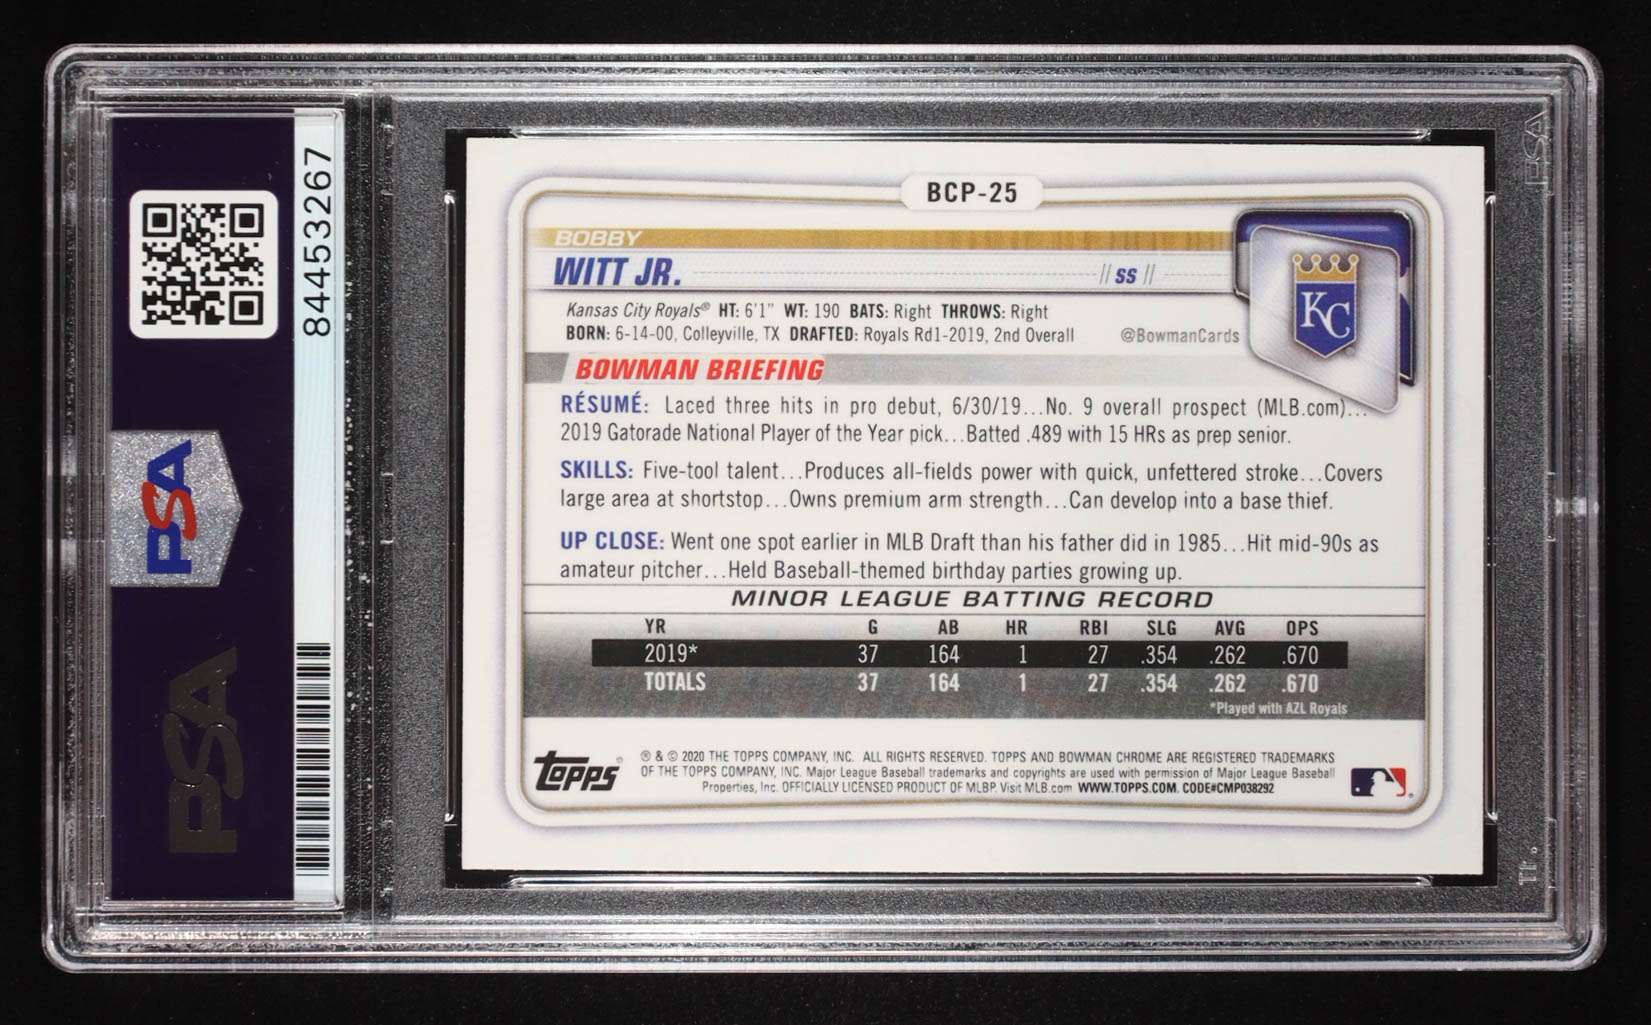 84453267
PSA
PSA
PSA
BCP-25
BOBBY
WITT JR.
// SS //
KC
Kansas City Royals® HT: 6'1" WT: 190 BATS: Right THROWS: Right
BORN: 6-14-00, Colleyville, TX DRAFTED: Royals Rd1-2019, 2nd Overall
@BowmanCards
BOWMAN BRIEFING
RÉSUMÉ: Laced three hits in pro debut, 6/30/19...No. 9 overall prospect (MLB.com)...
2019 Gatorade National Player of the Year pick...Batted .489 with 15 HRs as prep senior.
SKILLS: Five-tool talent...Produces all-fields power with quick, unfettered stroke...Covers
large area at shortstop...Owns premium arm strength...Can develop into a base thief.
UP CLOSE: Went one spot earlier in MLB Draft than his father did in 1985...Hit mid-90s as
amateur pitcher...Held Baseball-themed birthday parties growing up.
MINOR LEAGUE BATTING RECORD
YR G AB HR RBI SLG AVG OPS
2019* 37 164 1 27 .354 .262 .670
TOTALS 37 164 1 27 .354 .262 .670
*Played with AZL Royals
Topps®
® & © 2020 THE TOPPS COMPANY, INC. ALL RIGHTS RESERVED. TOPPS AND BOWMAN CHROME ARE REGISTERED TRADEMARKS
OF THE TOPPS COMPANY, INC. Major League Baseball trademarks and copyrights are used with permission of Major League Baseball
Properties, Inc. OFFICIALLY LICENSED PRODUCT OF MLBP. Visit MLB.com WWW.TOPPS.COM. CODE#CMP038292